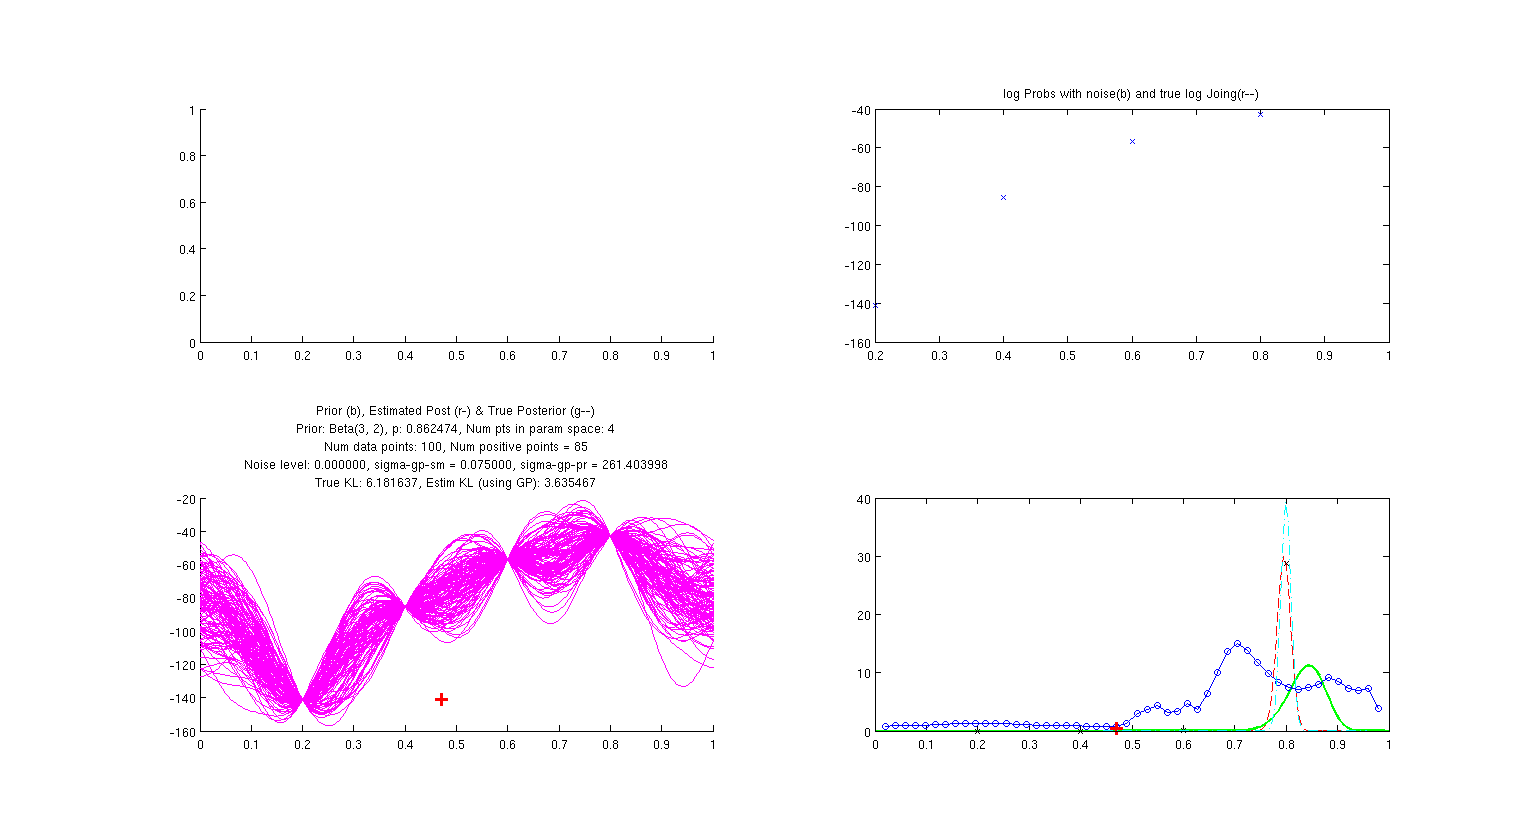 1
0.8
0.6
0.4
0.2
0
0 0.1 0.2 0.3 0.4 0.5 0.6 0.7 0.8 0.9 1
log Probs with noise(b) and true log Joing(r--)
-40
-60
-80
-100
-120
-140
-160
0.2 0.3 0.4 0.5 0.6 0.7 0.8 0.9 1
Prior (b), Estimated Post (r-) & True Posterior (g--)
Prior: Beta(3, 2), p: 0.862474, Num pts in param space: 4
Num data points: 100, Num positive points = 85
Noise level: 0.000000, sigma-gp-sm = 0.075000, sigma-gp-pr = 261.403998
True KL: 6.181637, Estim KL (using GP): 3.635467
-20
-40
-60
-80
-100
-120
-140
-160
0 0.1 0.2 0.3 0.4 0.5 0.6 0.7 0.8 0.9 1
40
30
20
10
0
0 0.1 0.2 0.3 0.4 0.5 0.6 0.7 0.8 0.9 1